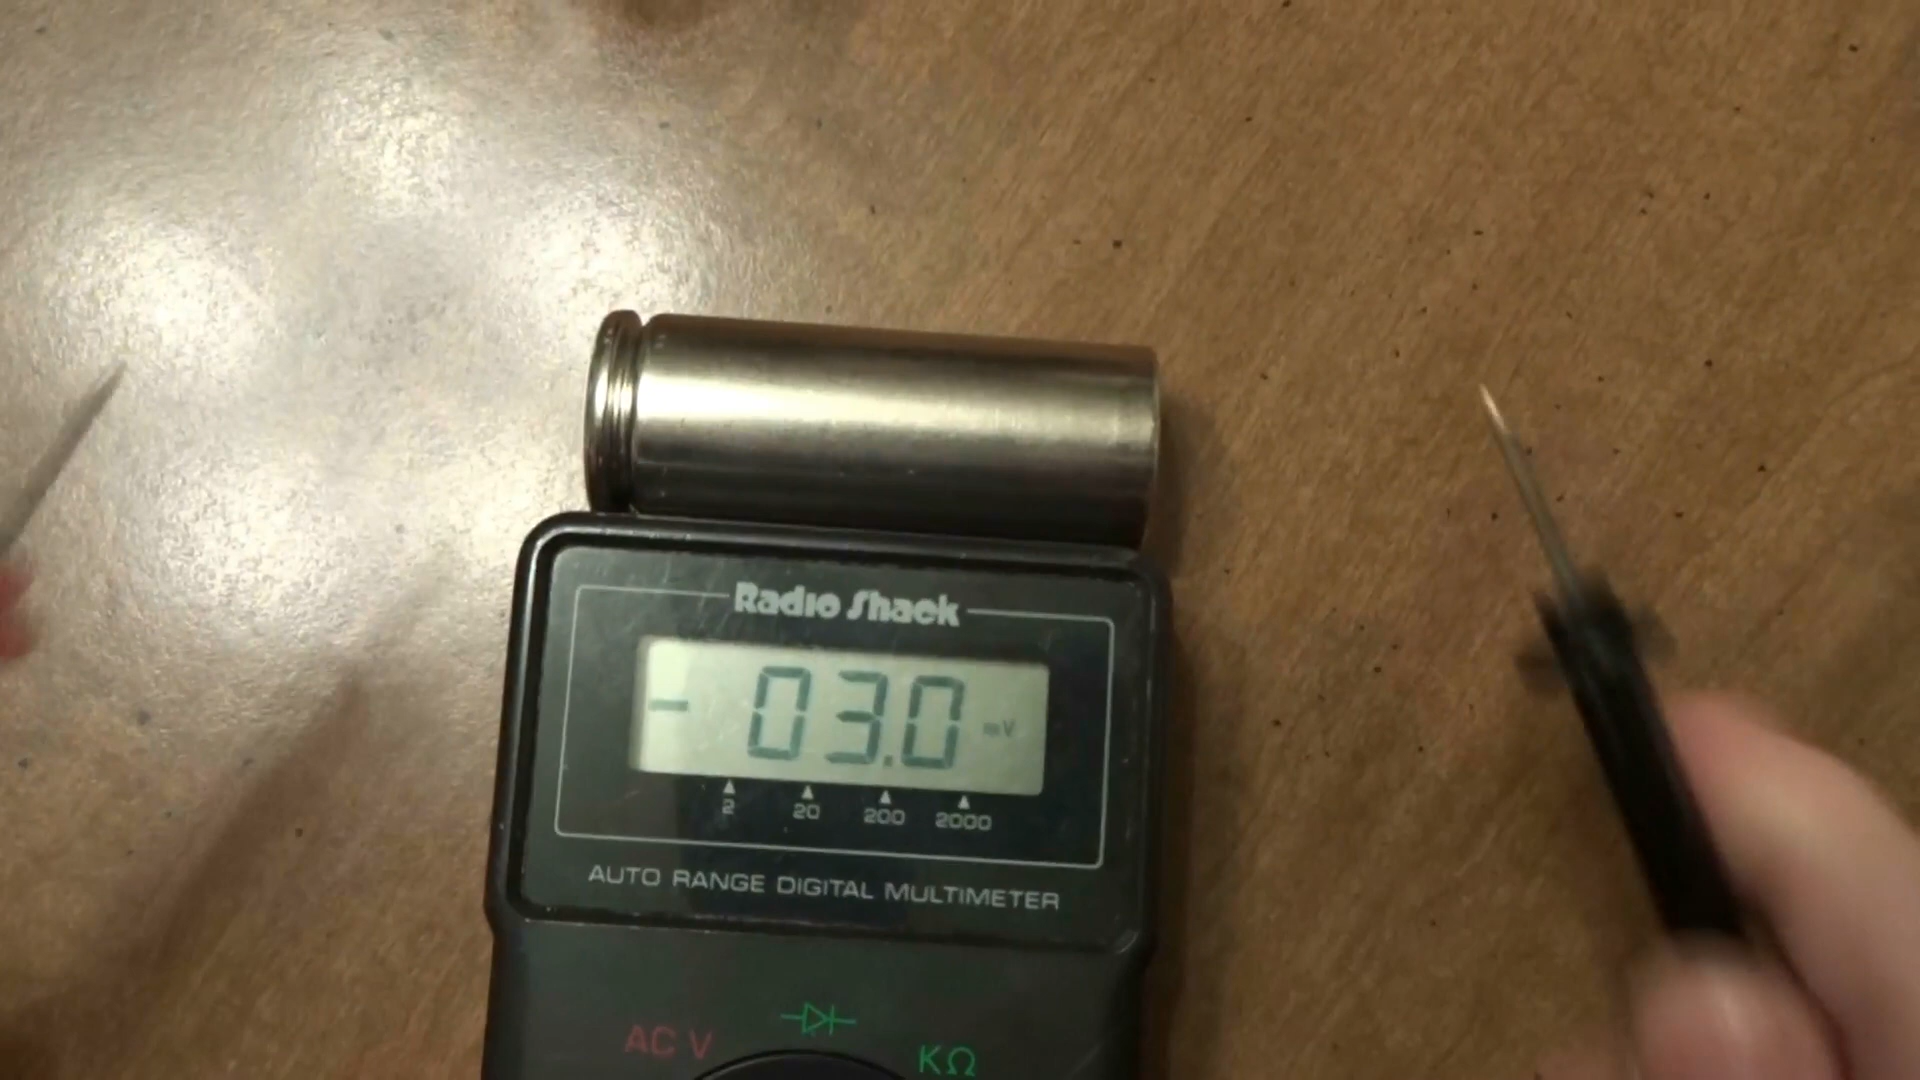 Radio Shack
- 03.0 mV
2 20 200 2000
AUTO RANGE DIGITAL MULTIMETER
AC V
KΩ